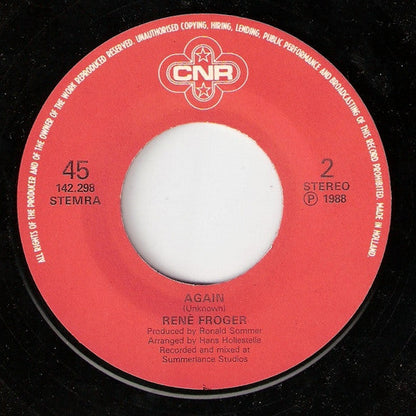 ALL RIGHTS OF THE PRODUCER AND OF THE OWNER OF THE WORK REPRODUCED RESERVED. UNAUTHORISED COPYING, HIRING, LENDING, PUBLIC PERFORMANCE AND BROADCASTING OF THIS RECORD PROHIBITED. MADE IN HOLLAND.
CNR
45
142.298
STEMRA
2
STEREO
Ⓟ 1988
AGAIN
(Unknown)
RENÉ FROGER
Produced by Ronald Sommer
Arranged by Hans Hollestelle
Recorded and mixed at
Summerlance Studios